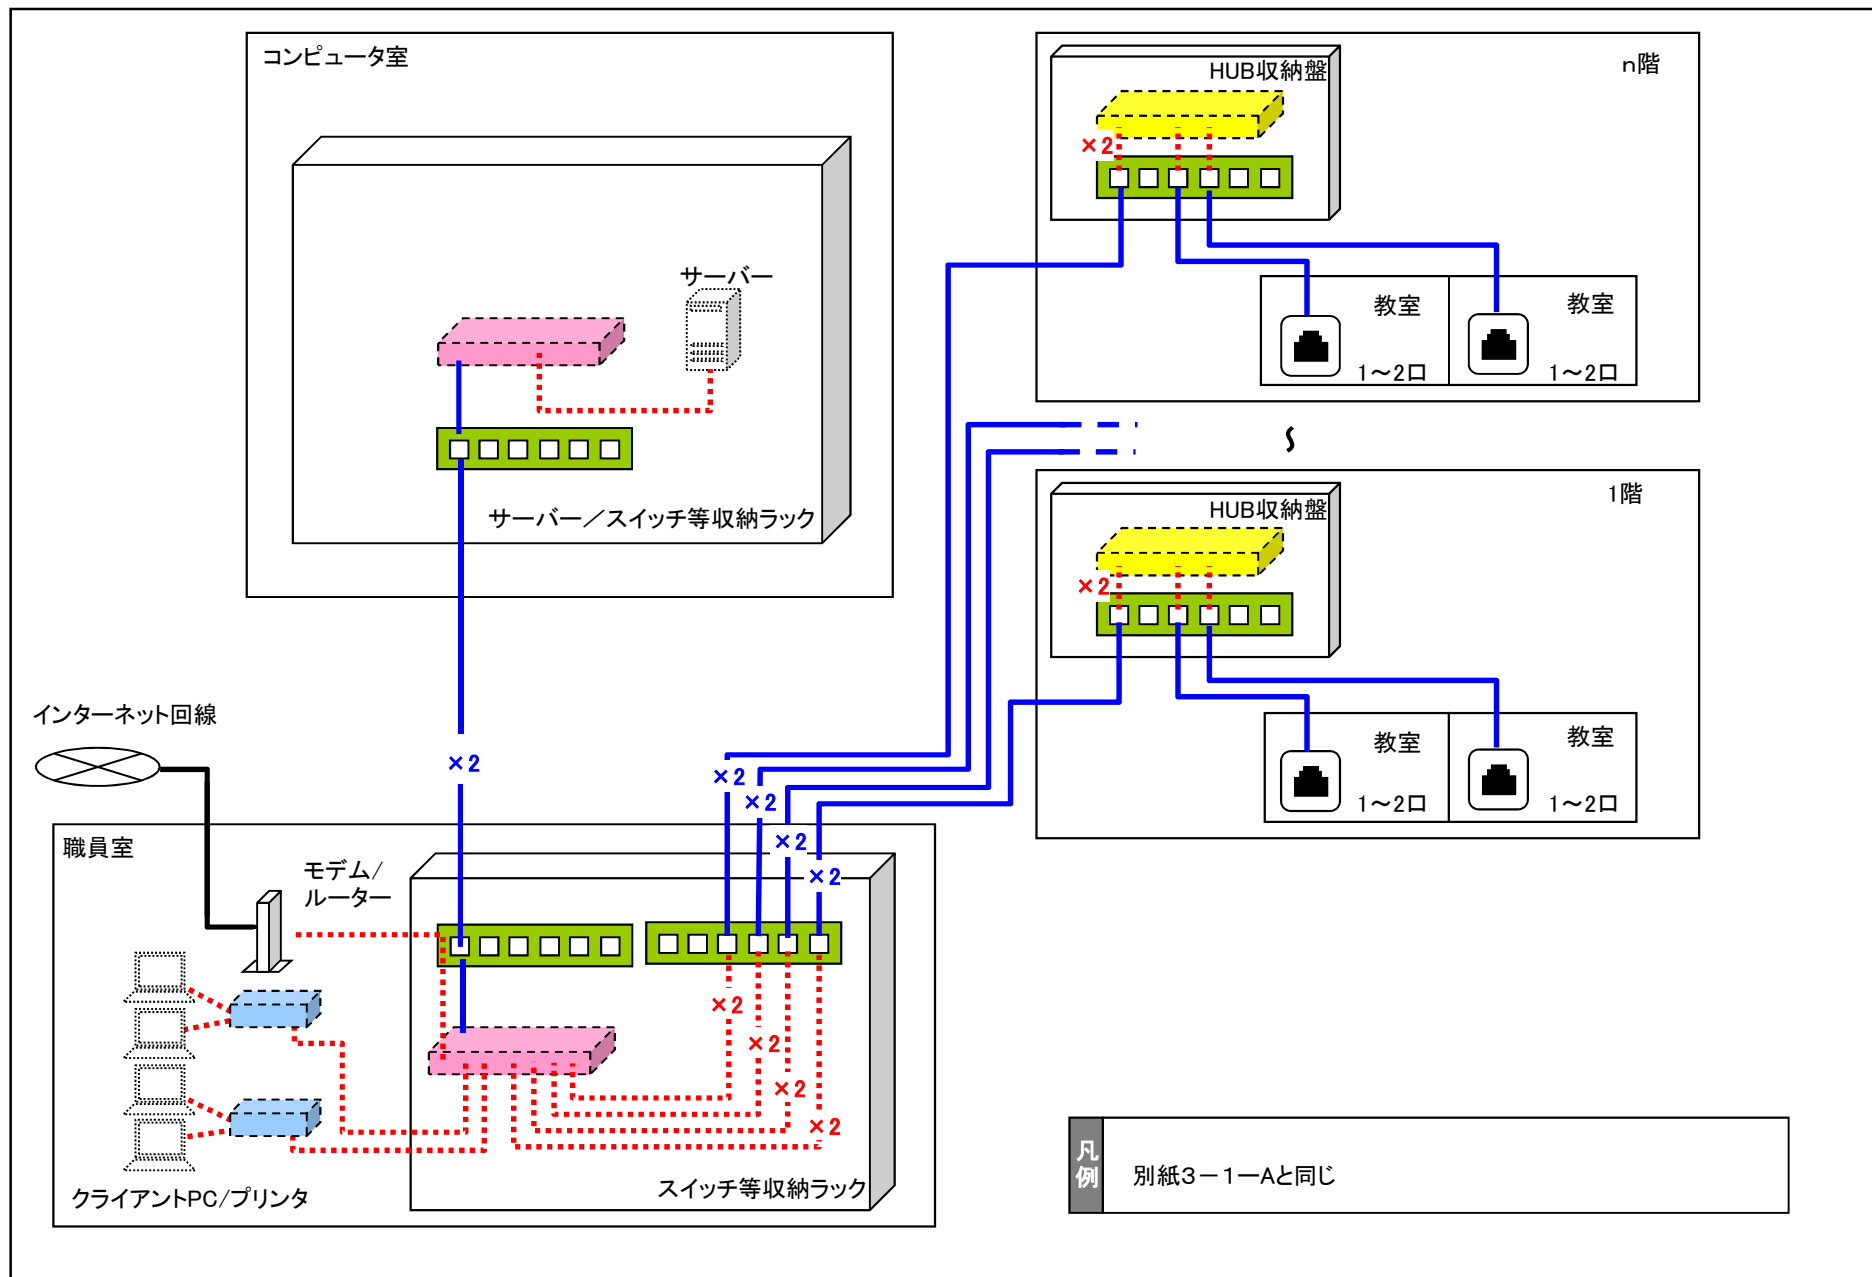 コンピュータ室
サーバー
サーバー／スイッチ等収納ラック
n階
HUB収納盤
×2
教室
1～2口
教室
1～2口
～
1階
HUB収納盤
×2
教室
1～2口
教室
1～2口
インターネット回線
×2
×2
×2
×2
×2
職員室
モデム/
ルーター
×2
×2
×2
×2
クライアントPC/プリンタ
スイッチ等収納ラック
凡例
別紙3－1－Aと同じ